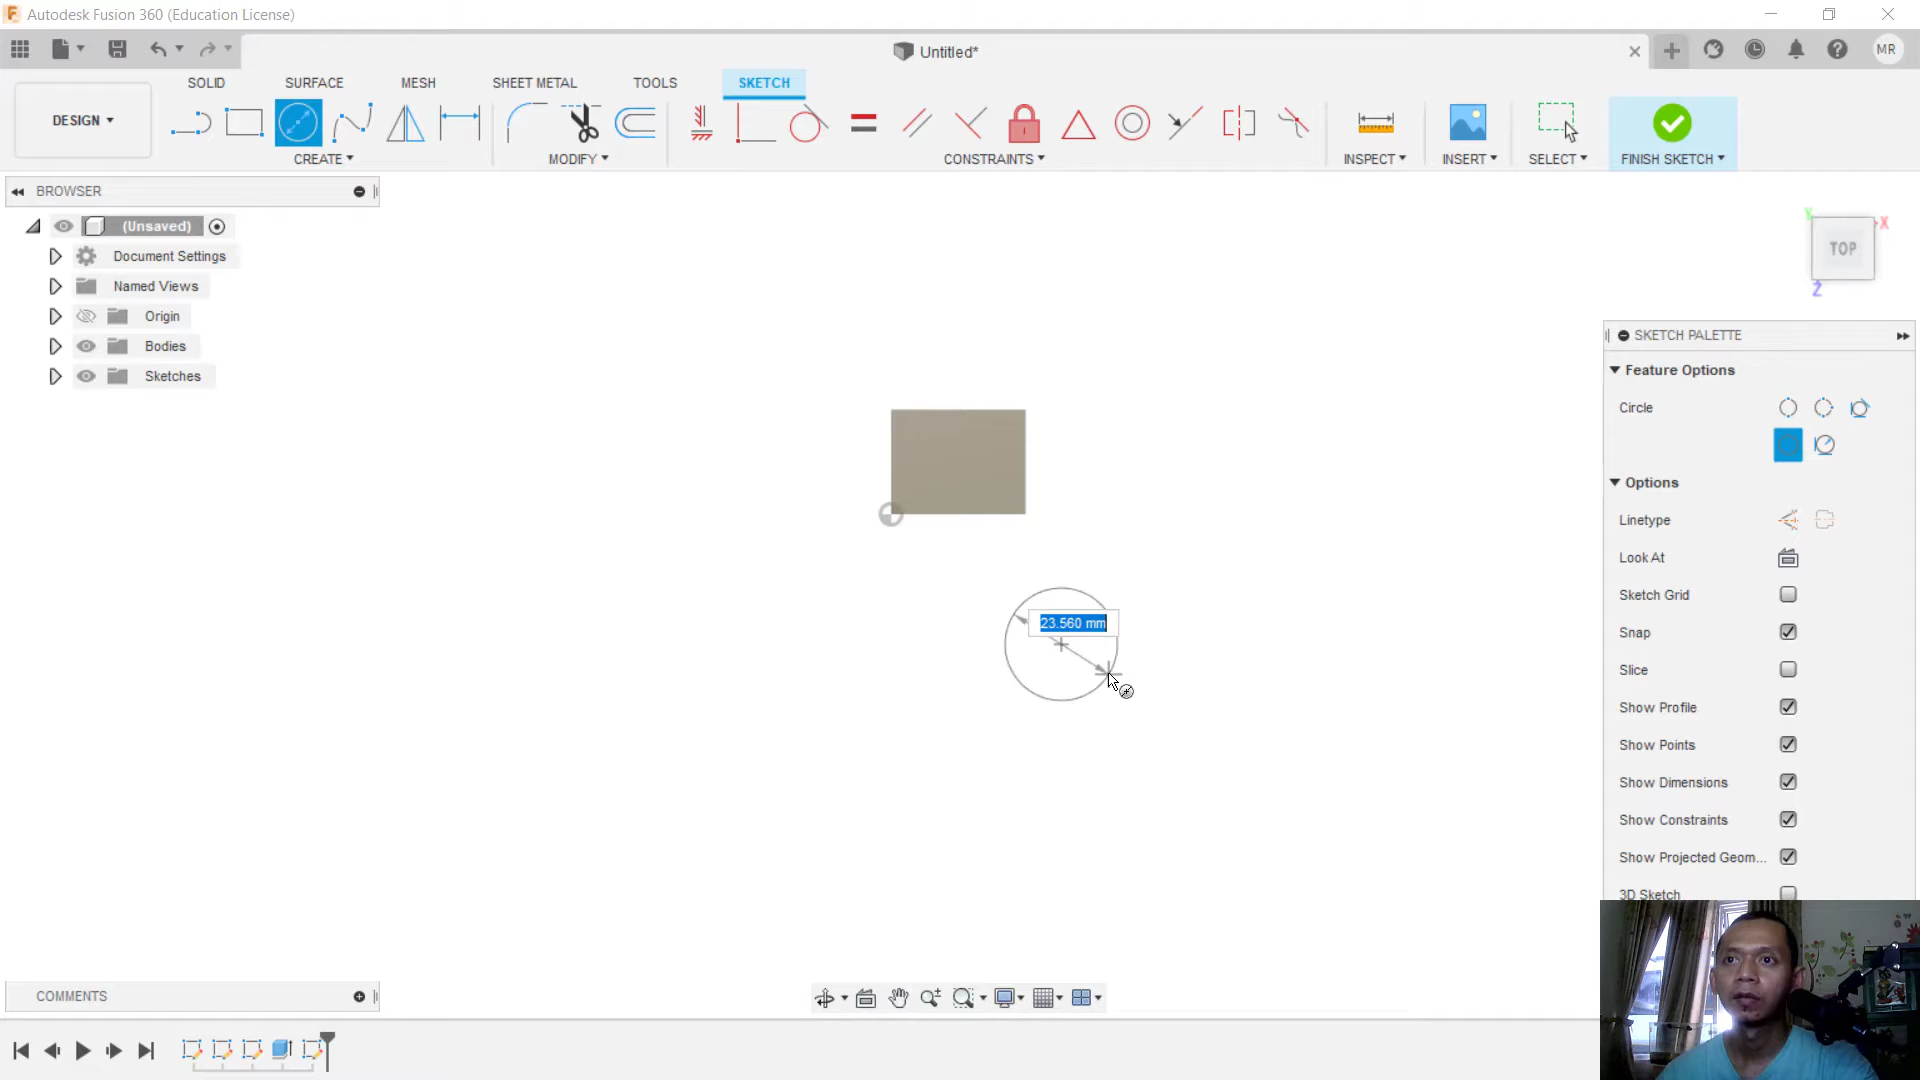 Autodesk Fusion 360 (Education License)
Untitled*
MR
SOLID
SURFACE
MESH
SHEET METAL
TOOLS
SKETCH
DESIGN
CREATE
MODIFY
CONSTRAINTS
INSPECT
INSERT
SELECT
FINISH SKETCH
BROWSER
(Unsaved)
Document Settings
Named Views
Origin
Bodies
Sketches
Y
X
TOP
Z
SKETCH PALETTE
Feature Options
Circle
Options
Linetype
Look At
Sketch Grid
Snap
Slice
Show Profile
Show Points
Show Dimensions
Show Constraints
Show Projected Geom...
3D Sketch
23.560 mm
COMMENTS